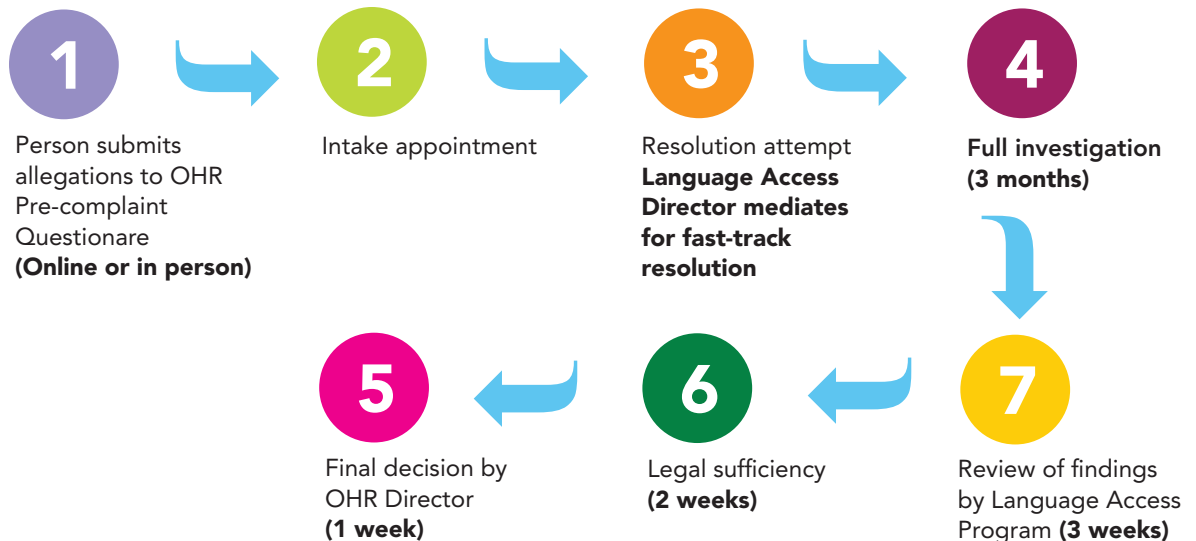 1
Person submits
allegations to OHR
Pre-complaint
Questionare
(Online or in person)
2
Intake appointment
3
Resolution attempt
Language Access
Director mediates
for fast-track
resolution
4
Full investigation
(3 months)
5
Final decision by
OHR Director
(1 week)
6
Legal sufficiency
(2 weeks)
7
Review of findings
by Language Access
Program (3 weeks)